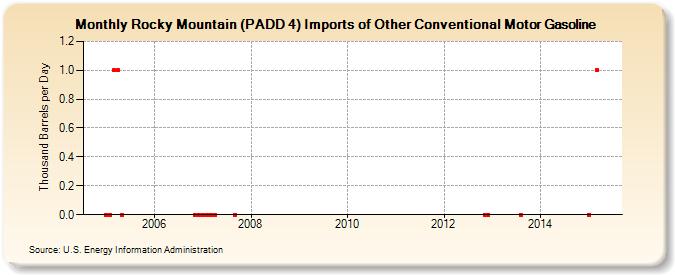 Monthly Rocky Mountain (PADD 4) Imports of Other Conventional Motor Gasoline
Thousand Barrels per Day
1.2
1.0
0.8
0.6
0.4
0.2
0.0
2006 2008 2010 2012 2014
Source: U.S. Energy Information Administration